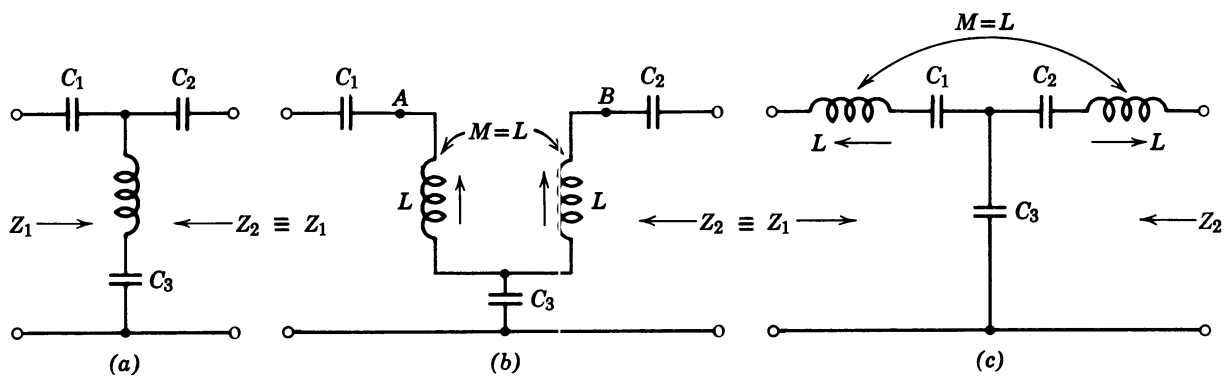 M=L
C₁ C₂ C₁ A B C₂ C₁ C₂
M=L
L L L L
Z₁ Z₂ ≡ Z₁ Z₂ ≡ Z₁ Z₂
C₃ C₃ C₃
(a) (b) (c)